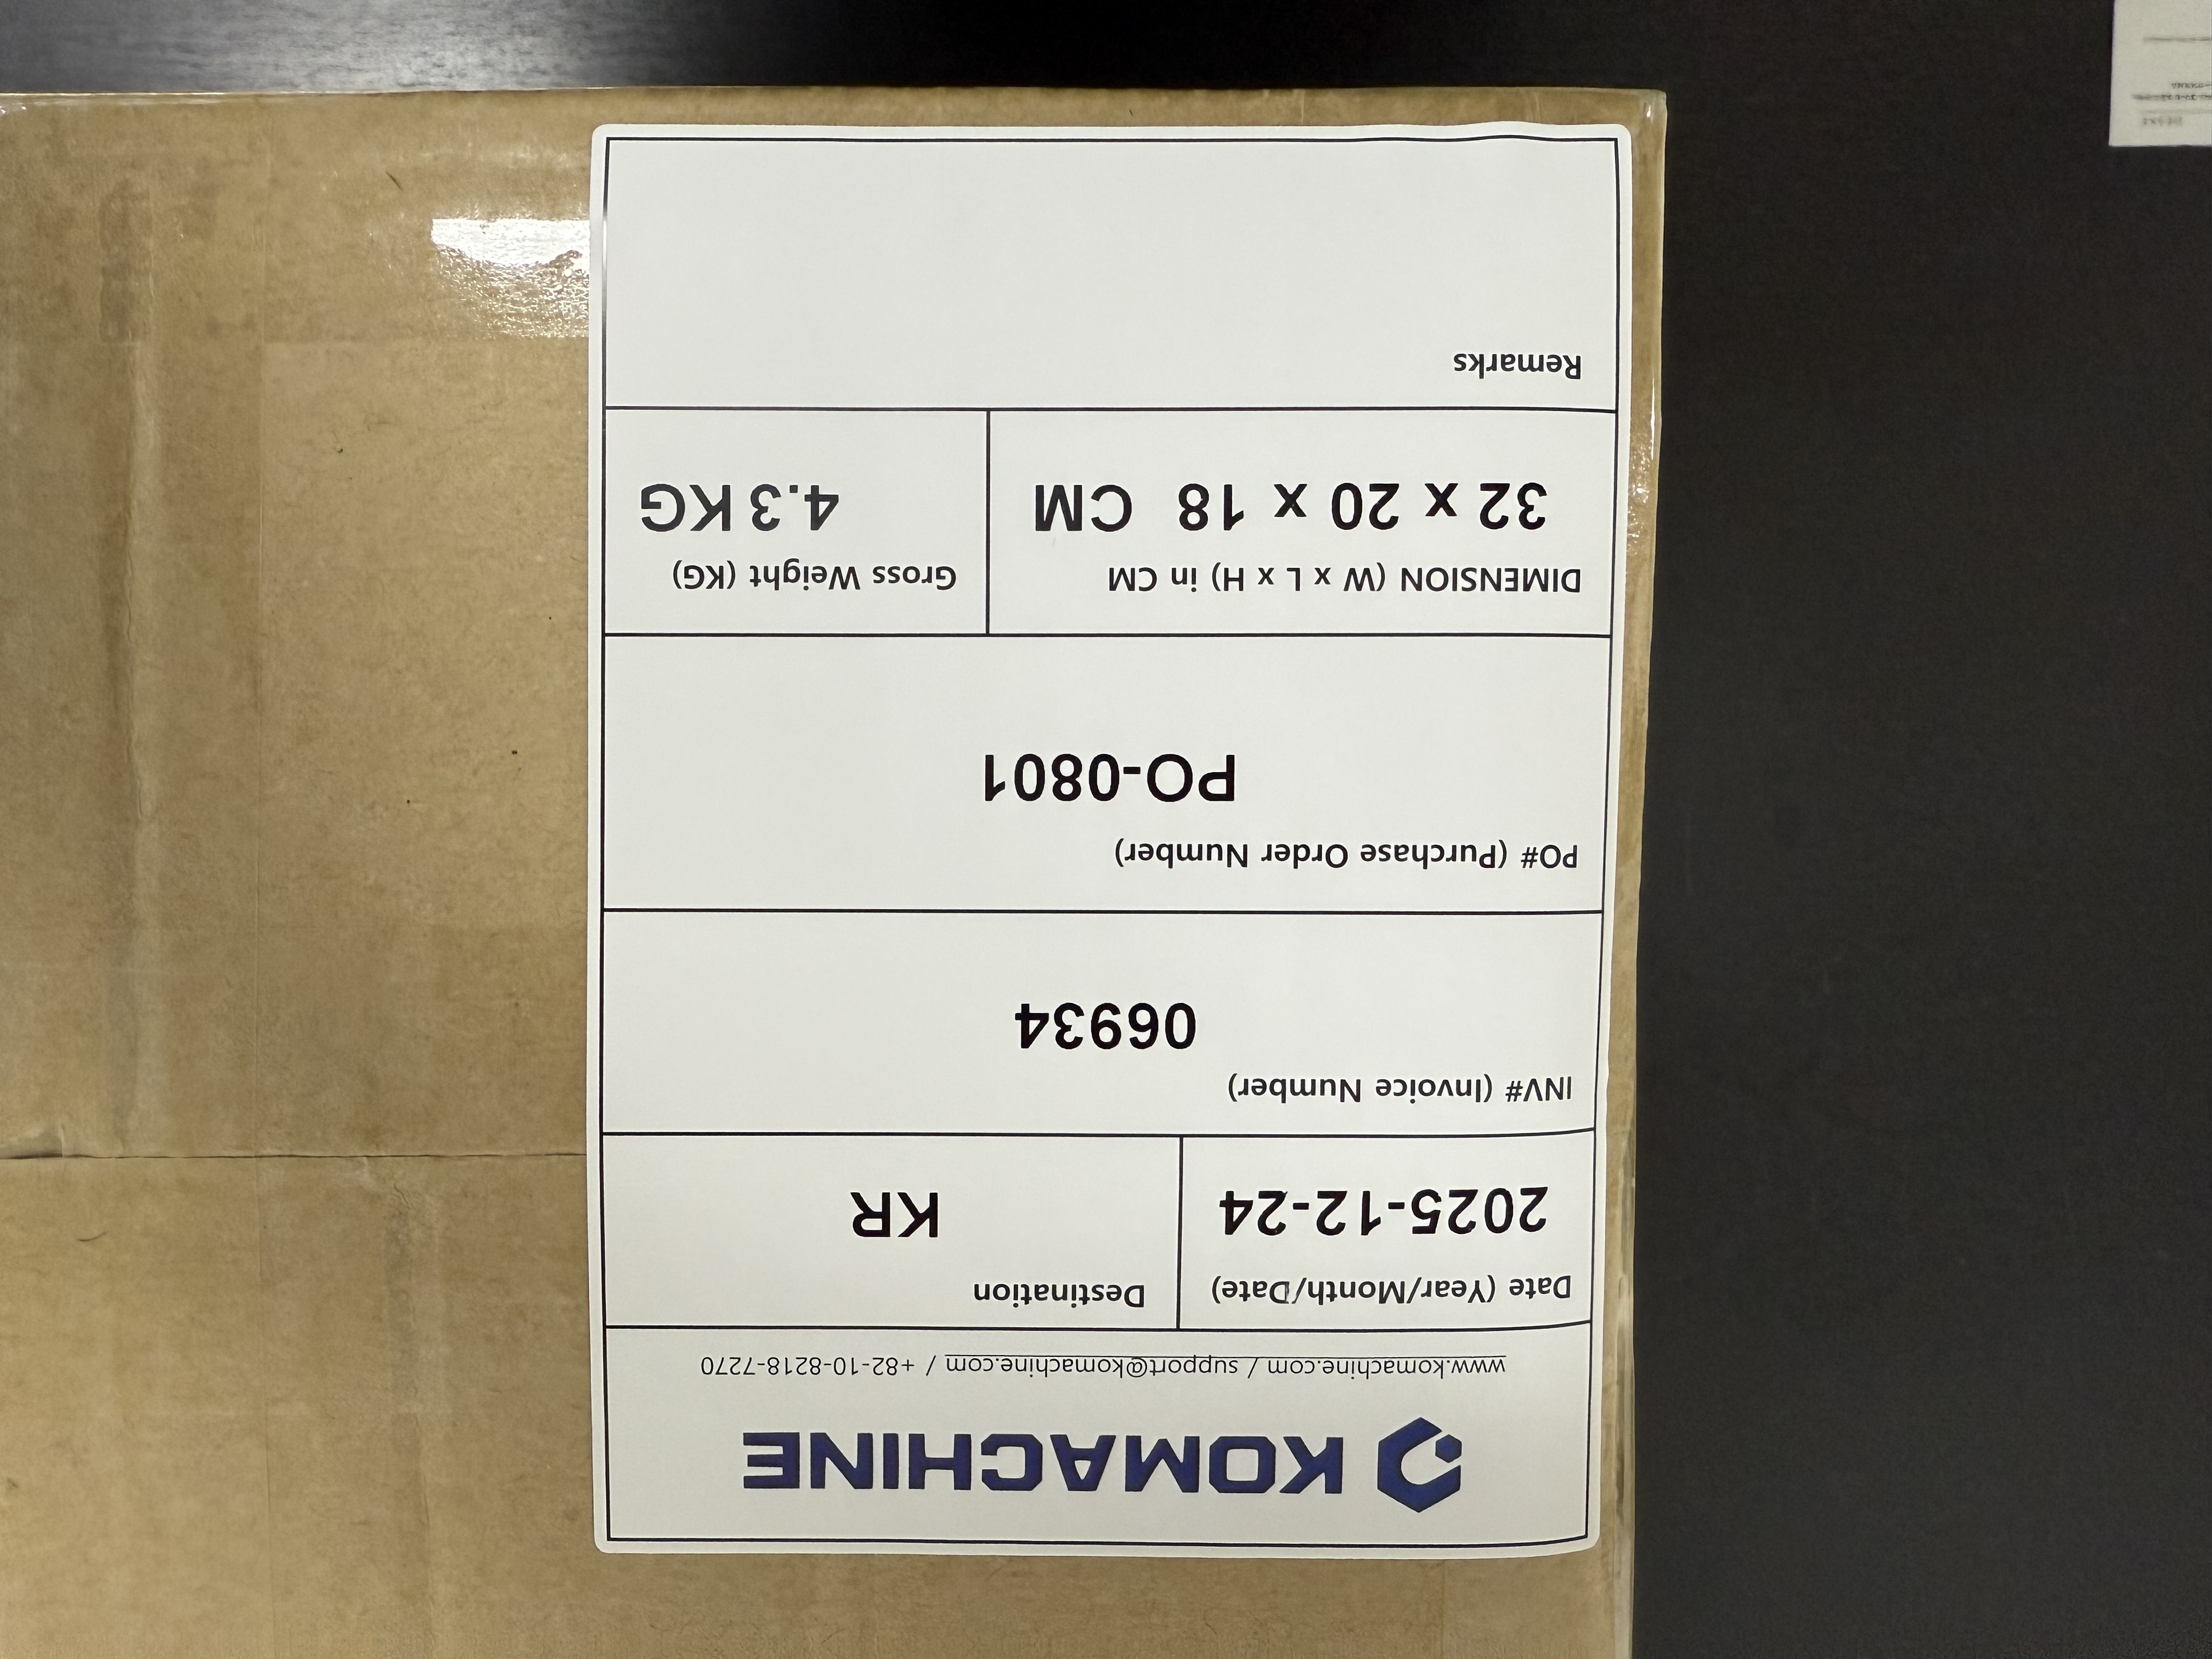 KOMACHINE
www.komachine.com / support@komachine.com / +82-10-8218-7270
Date (Year/Month/Date)
2025-12-24
Destination
KR
INV# (Invoice Number)
06934
PO# (Purchase Order Number)
PO-0801
DIMENSION (W x L x H) in CM
32 x 20 x 18 CM
Gross Weight (KG)
4.3 KG
Remarks